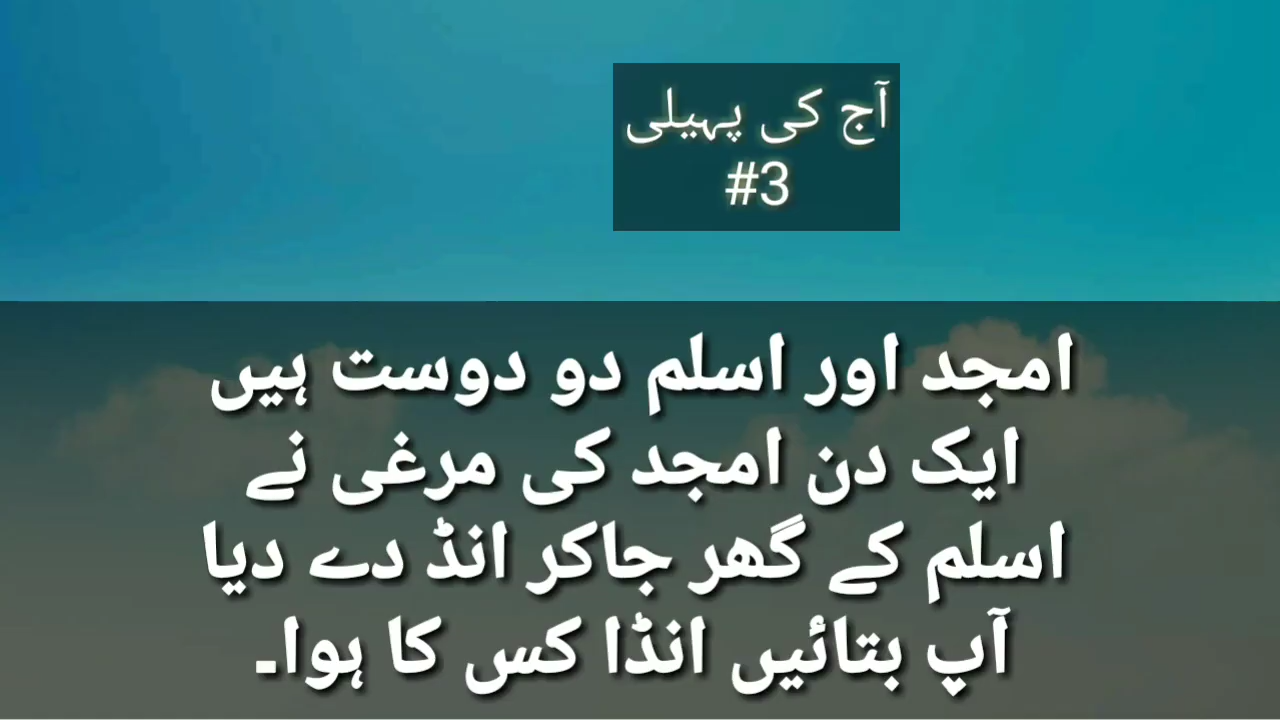 آج کی پہیلی
#3
امجد اور اسلم دو دوست ہیں
ایک دن امجد کی مرغی نے
اسلم کے گھر جاکر انڈ دے دیا
آپ بتائیں انڈا کس کا ہوا۔